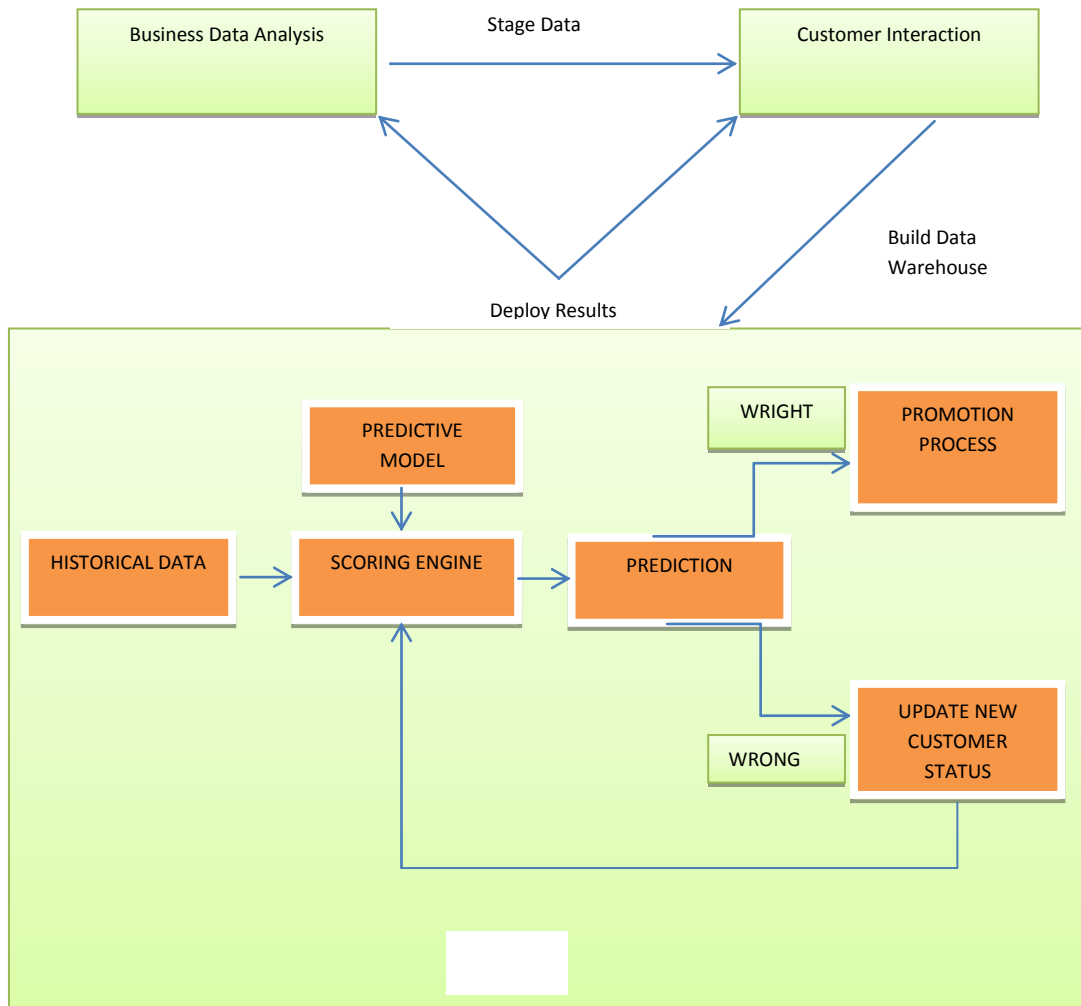 Business Data Analysis
Stage Data
Customer Interaction
Build Data
Warehouse
Deploy Results
WRIGHT
PROMOTION
PROCESS
PREDICTIVE
MODEL
HISTORICAL DATA
SCORING ENGINE
PREDICTION
UPDATE NEW
CUSTOMER
STATUS
WRONG